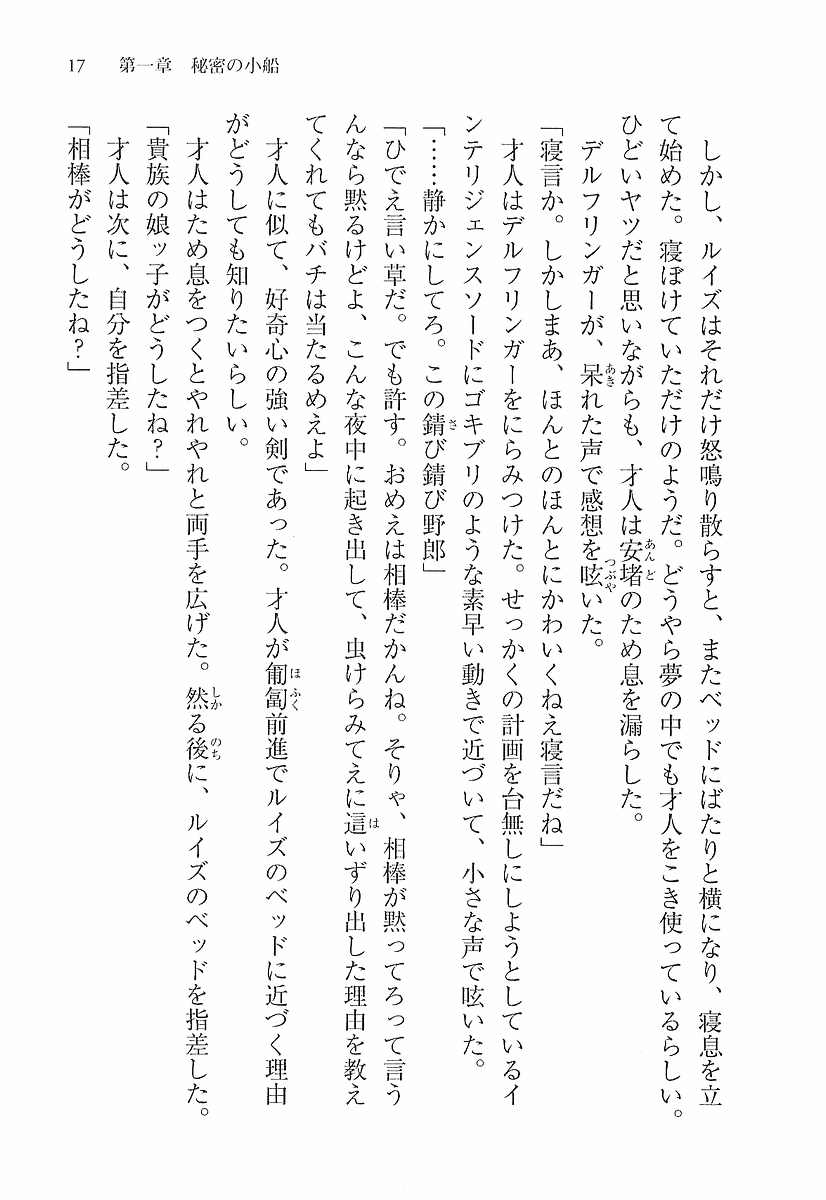 17　第一章　秘密の小船
　しかし、ルイズはそれだけ怒鳴り散らすと、またベッドにばたりと横になり、寝息を立
て始めた。寝ぼけていただけのようだ。どうやら夢の中でも才人をこき使っているらしい。
ひどいヤツだと思いながらも、才人は安堵のため息を漏らした。
　デルフリンガーが、呆れた声で感想を呟いた。
「寝言か。しかしまあ、ほんとのほんとにかわいくねえ寝言だね」
　才人はデルフリンガーをにらみつけた。せっかくの計画を台無しにしようとしているイ
ンテリジェンスソードにゴキブリのような素早い動きで近づいて、小さな声で呟いた。
「……静かにしてろ。この錆び錆び野郎」
「ひでえ言い草だ。でも許す。おめえは相棒だかんね。そりゃ、相棒が黙ってろって言う
んなら黙るけどよ、こんな夜中に起き出して、虫けらみてえに這いずり出した理由を教え
てくれてもバチは当たるめえよ」
　才人に似て、好奇心の強い剣であった。才人が匍匐前進でルイズのベッドに近づく理由
がどうしても知りたいらしい。
　才人はため息をつくとやれやれと両手を広げた。然る後に、ルイズのベッドを指差した。
「貴族の娘ッ子がどうしたね？」
　才人は次に、自分を指差した。
「相棒がどうしたね？」